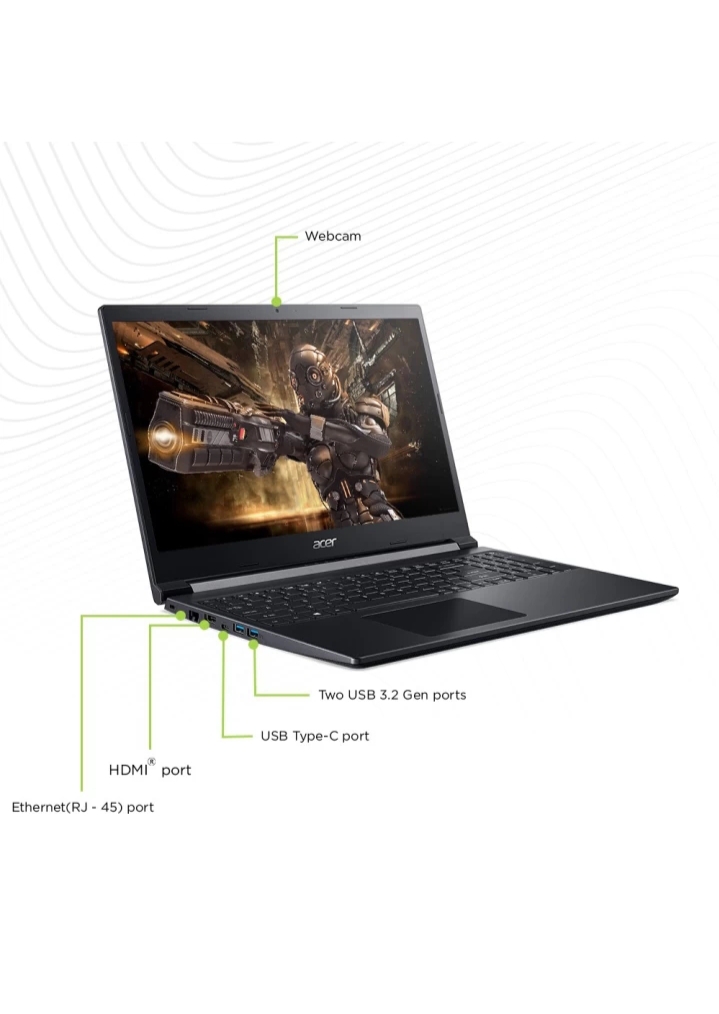 Webcam
acer
Two USB 3.2 Gen ports
USB Type-C port
HDMI® port
Ethernet(RJ - 45) port